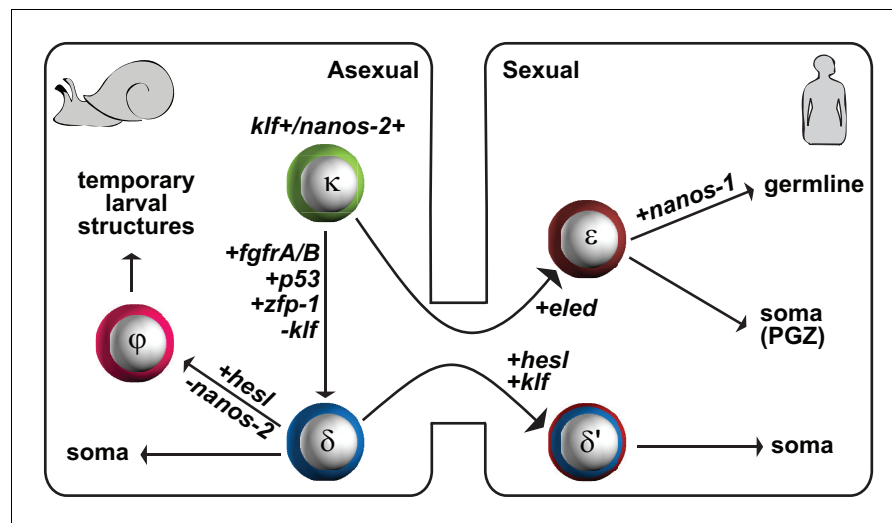 Asexual
Sexual
klf+/nanos-2+
κ
temporary
larval
structures
+fgfrA/B
+p53
+zfp-1
-klf
φ
+hesl
-nanos-2
soma
δ
ε
+nanos-1
germline
+eled
soma
(PGZ)
+hesl
+klf
δ'
soma